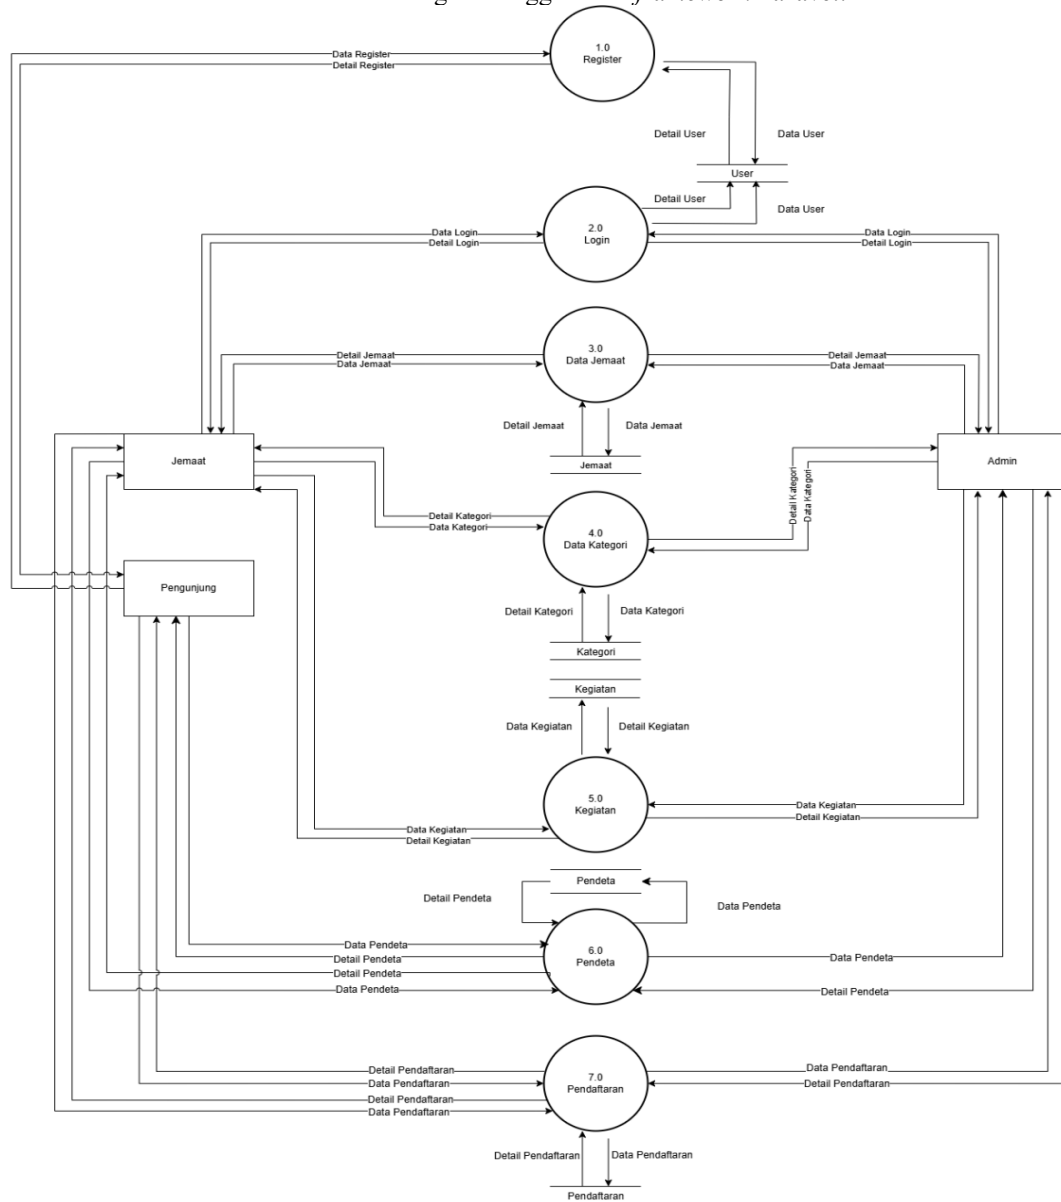 1.0
Register
Data Register
Detail Register
Detail User
Data User
User
Detail User
Data User
2.0
Login
Data Login
Detail Login
Data Login
Detail Login
3.0
Data Jemaat
Detail Jemaat
Data Jemaat
Detail Jemaat
Data Jemaat
Detail Jemaat
Data Jemaat
Jemaat
Jemaat
Admin
Detail Kategori
Data Kategori
Detail Kategori
Data Kategori
4.0
Data Kategori
Pengunjung
Detail Kategori
Data Kategori
Kategori
Kegiatan
Data Kegiatan
Detail Kegiatan
5.0
Kegiatan
Data Kegiatan
Detail Kegiatan
Data Kegiatan
Detail Kegiatan
Pendeta
Detail Pendeta
Data Pendeta
6.0
Pendeta
Data Pendeta
Detail Pendeta
Detail Pendeta
Data Pendeta
Data Pendeta
Detail Pendeta
7.0
Pendaftaran
Detail Pendaftaran
Data Pendaftaran
Detail Pendaftaran
Data Pendaftaran
Data Pendaftaran
Detail Pendaftaran
Detail Pendaftaran
Data Pendaftaran
Pendaftaran